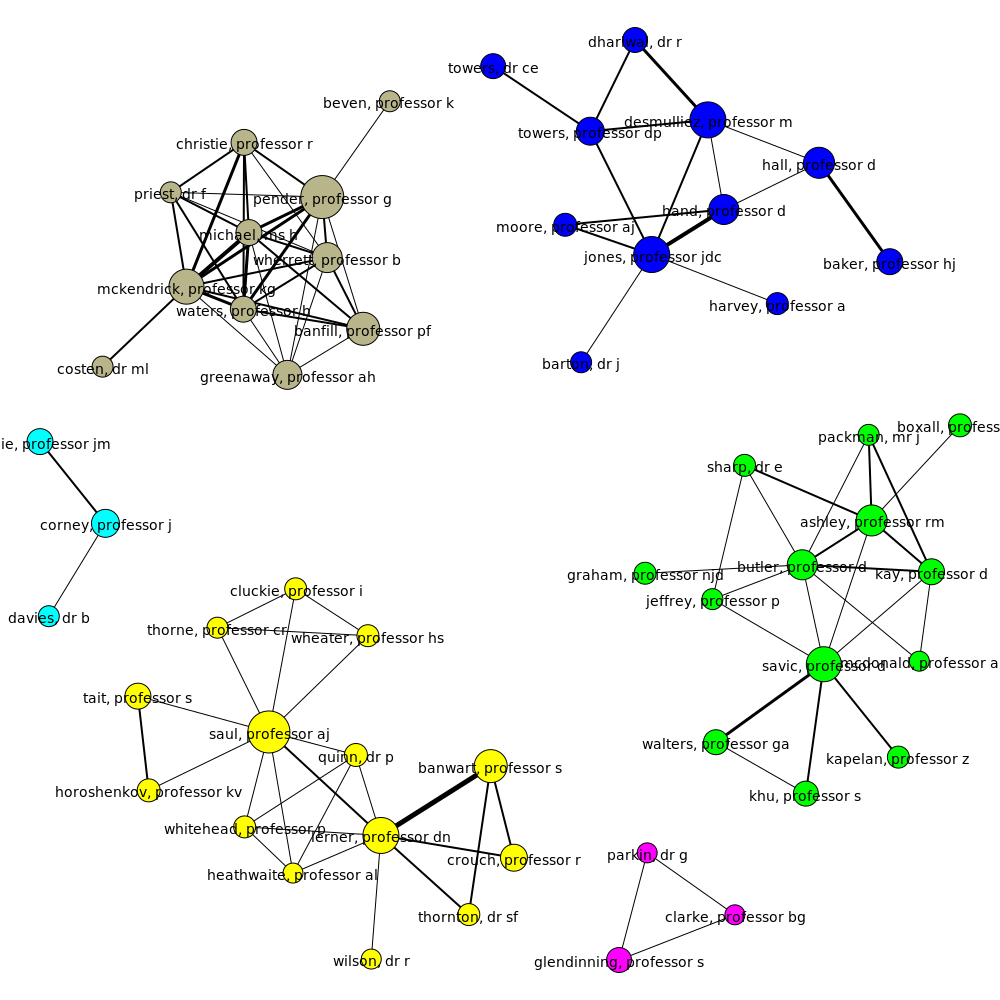 dhariwal, dr r
towers, dr ce
beven, professor k
desmulliez, professor m
towers, professor dp
christie, professor r
hall, professor d
priest, dr f
pender, professor g
hand, professor d
moore, professor aj
michael, ms h
jones, professor jdc
wherrett, professor b
baker, professor hj
mckendrick, professor kg
waters, professor h
harvey, professor a
banfill, professor pf
barton, dr j
costen, dr ml
greenaway, professor ah
boxall, profess
packman, mr j
ie, professor jm
sharp, dr e
ashley, professor rm
corney, professor j
butler, professor d
kay, professor d
graham, professor njd
cluckie, professor i
jeffrey, professor p
davies, dr b
thorne, professor cr
wheater, professor hs
savic, professor d
mcdonald, professor a
tait, professor s
saul, professor aj
walters, professor ga
quinn, dr p
kapelan, professor z
banwart, professor s
horoshenkov, professor kv
khu, professor s
whitehead, professor p
lerner, professor dn
parkin, dr g
crouch, professor r
heathwaite, professor al
thornton, dr sf
clarke, professor bg
wilson, dr r
glendinning, professor s